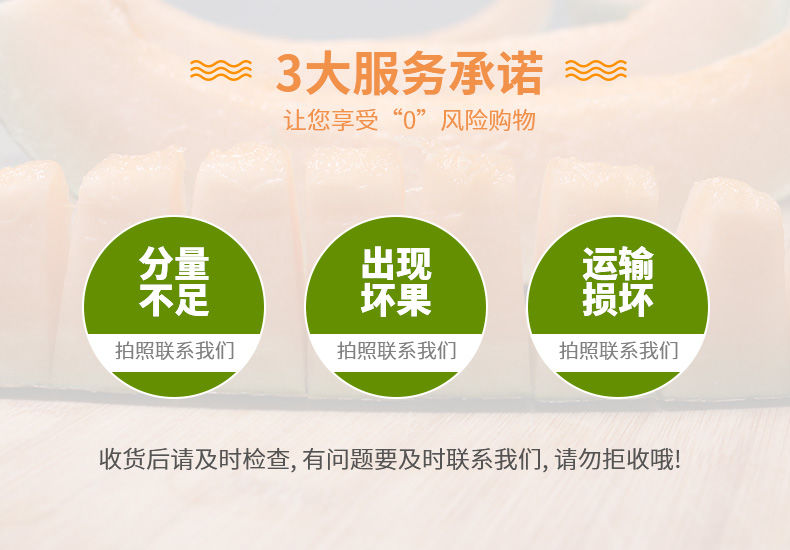 3大服务承诺
让您享受“0”风险购物
分量
不足
拍照联系我们
出现
坏果
拍照联系我们
运输
损坏
拍照联系我们
收货后请及时检查, 有问题要及时联系我们, 请勿拒收哦!